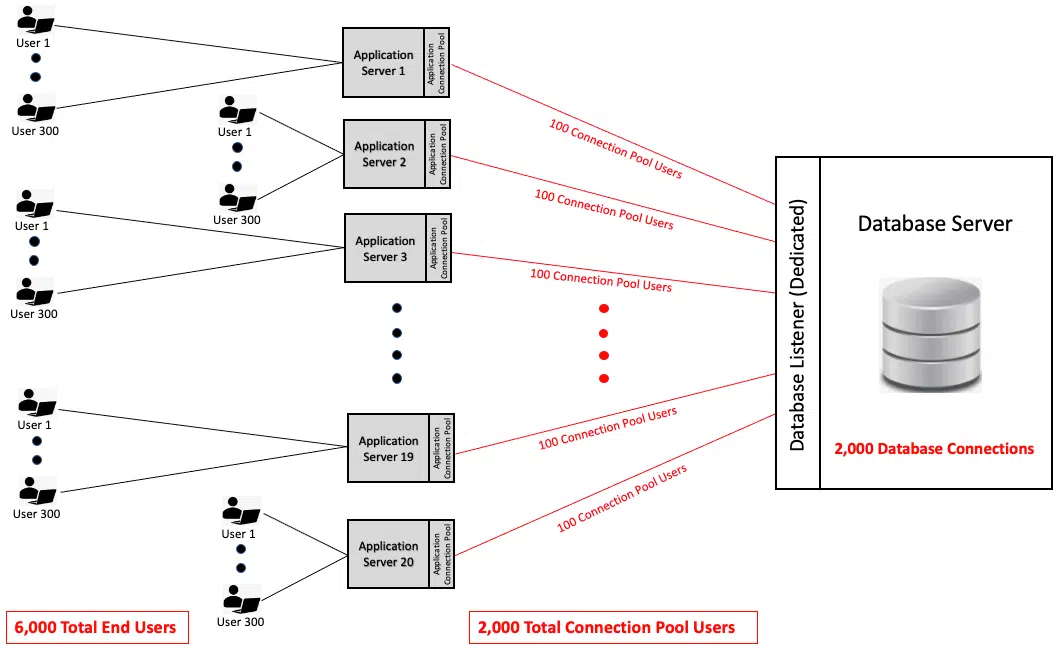 User 1
User 300
Application
Server 1
Application
Connection Pool
100 Connection Pool Users
User 1
User 300
Application
Server 2
Application
Connection Pool
100 Connection Pool Users
User 1
User 300
Application
Server 3
Application
Connection Pool
100 Connection Pool Users
User 1
User 300
Application
Server 19
Application
Connection Pool
100 Connection Pool Users
User 1
User 300
Application
Server 20
Application
Connection Pool
100 Connection Pool Users
Database Listener (Dedicated)
Database Server
2,000 Database Connections
6,000 Total End Users
2,000 Total Connection Pool Users